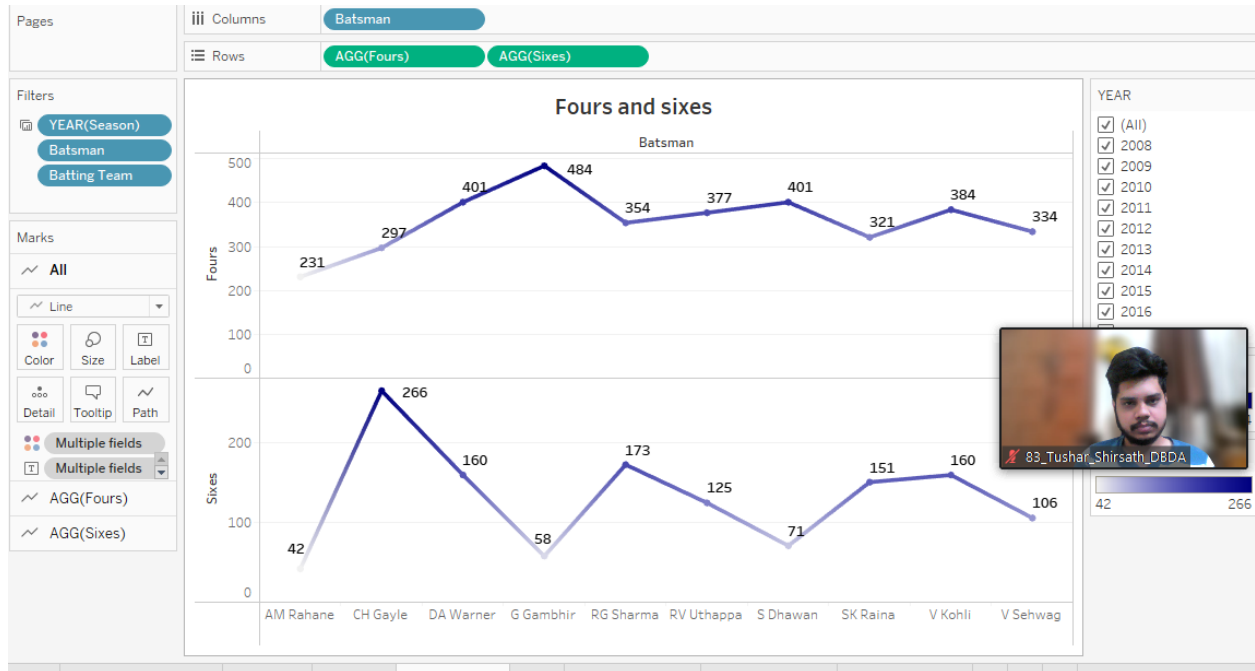 Pages
Columns
Batsman
Rows
AGG(Fours)
AGG(Sixes)
Filters
YEAR(Season)
Batsman
Batting Team
Marks
All
Line
Color
Size
Label
Detail
Tooltip
Path
Multiple fields
Multiple fields
AGG(Fours)
AGG(Sixes)
Fours and sixes
Batsman
Fours
500
400
300
200
100
0
231
297
401
484
354
377
401
321
384
334
Sixes
200
100
0
42
266
160
58
173
125
71
151
160
106
AM Rahane CH Gayle DA Warner G Gambhir RG Sharma RV Uthappa S Dhawan SK Raina V Kohli V Sehwag
YEAR
(All)
2008
2009
2010
2011
2012
2013
2014
2015
2016
83_Tushar_Shirsath_DBDA
42 266